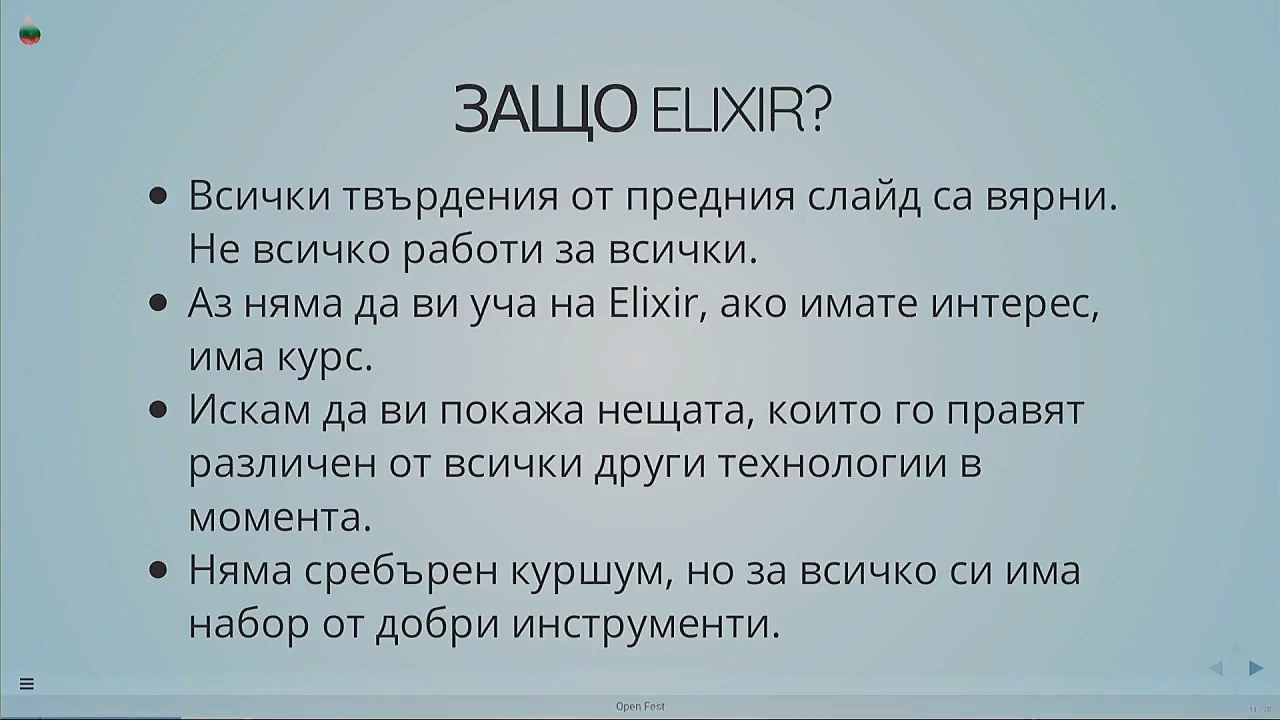 ЗАЩО ELIXIR?
Всички твърдения от предния слайд са вярни.
Не всичко работи за всички.
Аз няма да ви уча на Elixir, ако имате интерес,
има курс.
Искам да ви покажа нещата, които го правят
различен от всички други технологии в
момента.
Няма сребърен куршум, но за всичко си има
набор от добри инструменти.
Open Fest